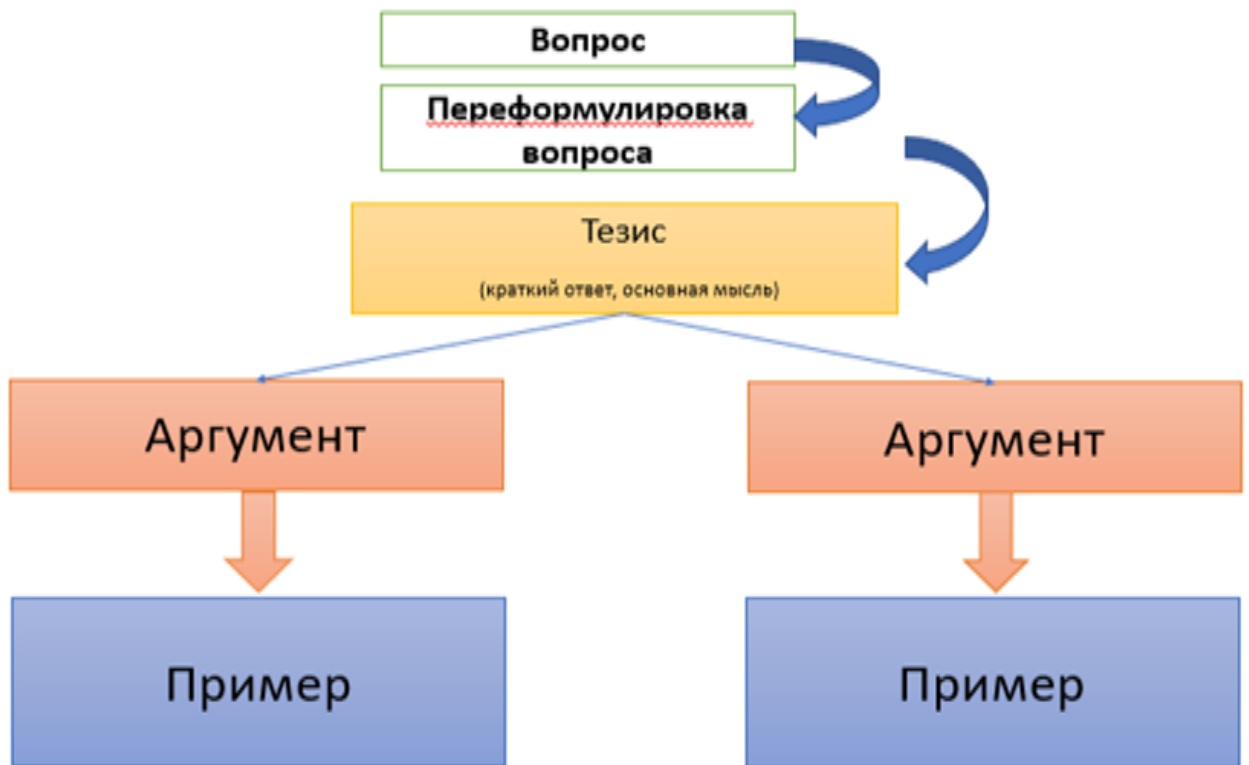 Вопрос
Переформулировка
вопроса
Тезис
(краткий ответ, основная мысль)
Аргумент
Аргумент
Пример
Пример